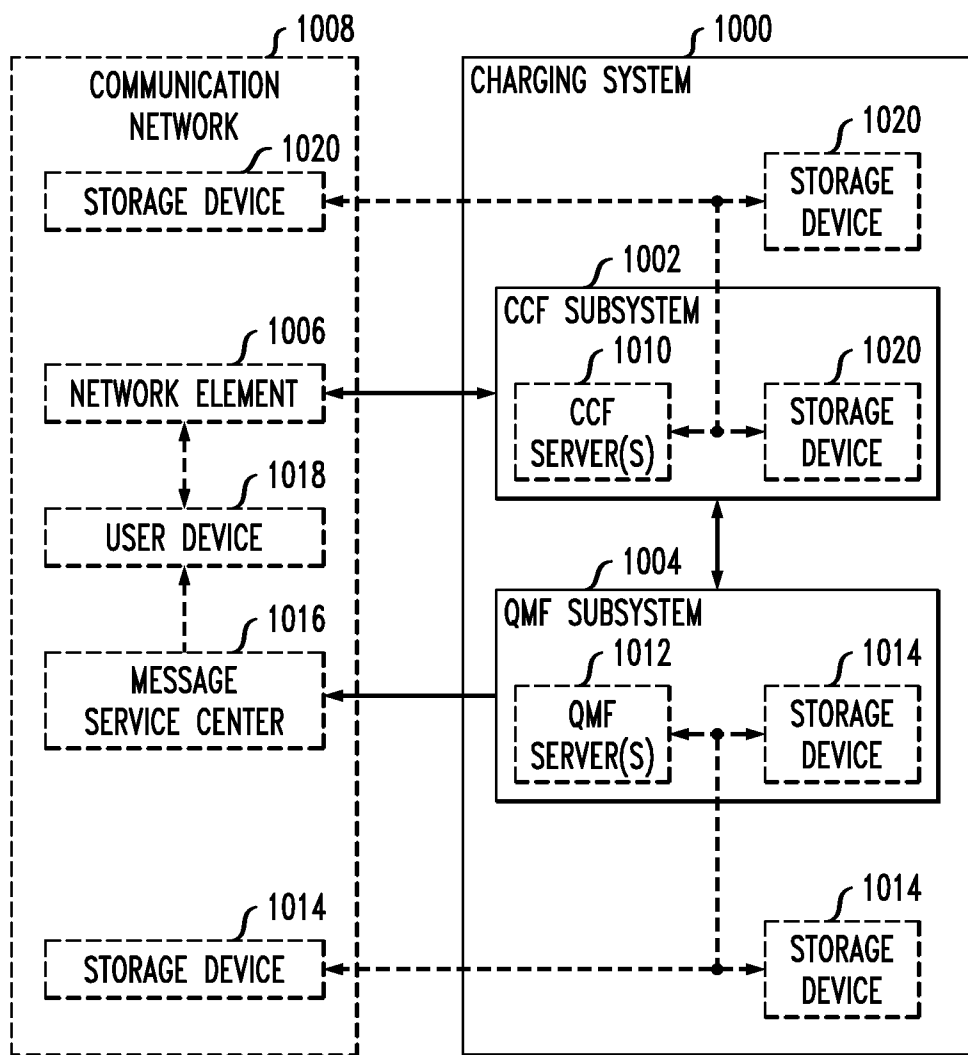 1008
COMMUNICATION
NETWORK
1020
STORAGE DEVICE
1006
NETWORK ELEMENT
1018
USER DEVICE
1016
MESSAGE
SERVICE CENTER
1014
STORAGE DEVICE
1000
CHARGING SYSTEM
1020
STORAGE
DEVICE
1002
CCF SUBSYSTEM
1010
CCF
SERVER(S)
1020
STORAGE
DEVICE
1004
QMF SUBSYSTEM
1012
QMF
SERVER(S)
1014
STORAGE
DEVICE
1014
STORAGE
DEVICE